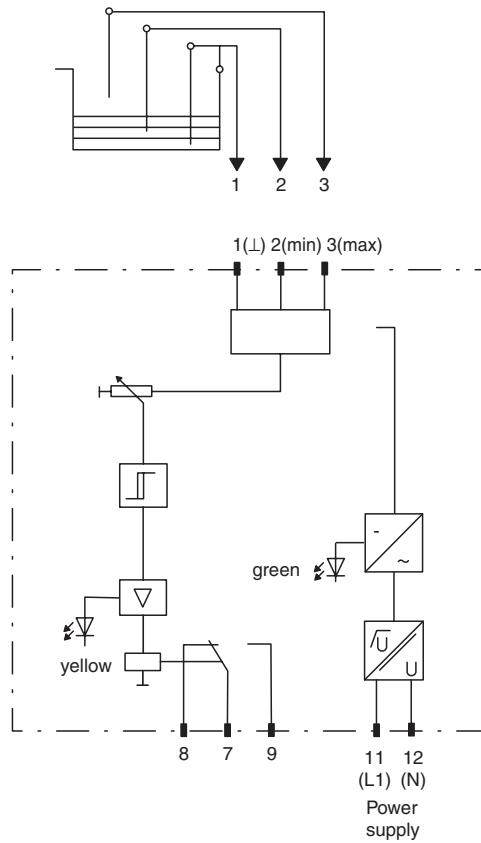 1 2 3
1(⊥) 2(min) 3(max)
-
~
green
yellow
U
U
8 7 9 11 12
(L1) (N)
Power
supply